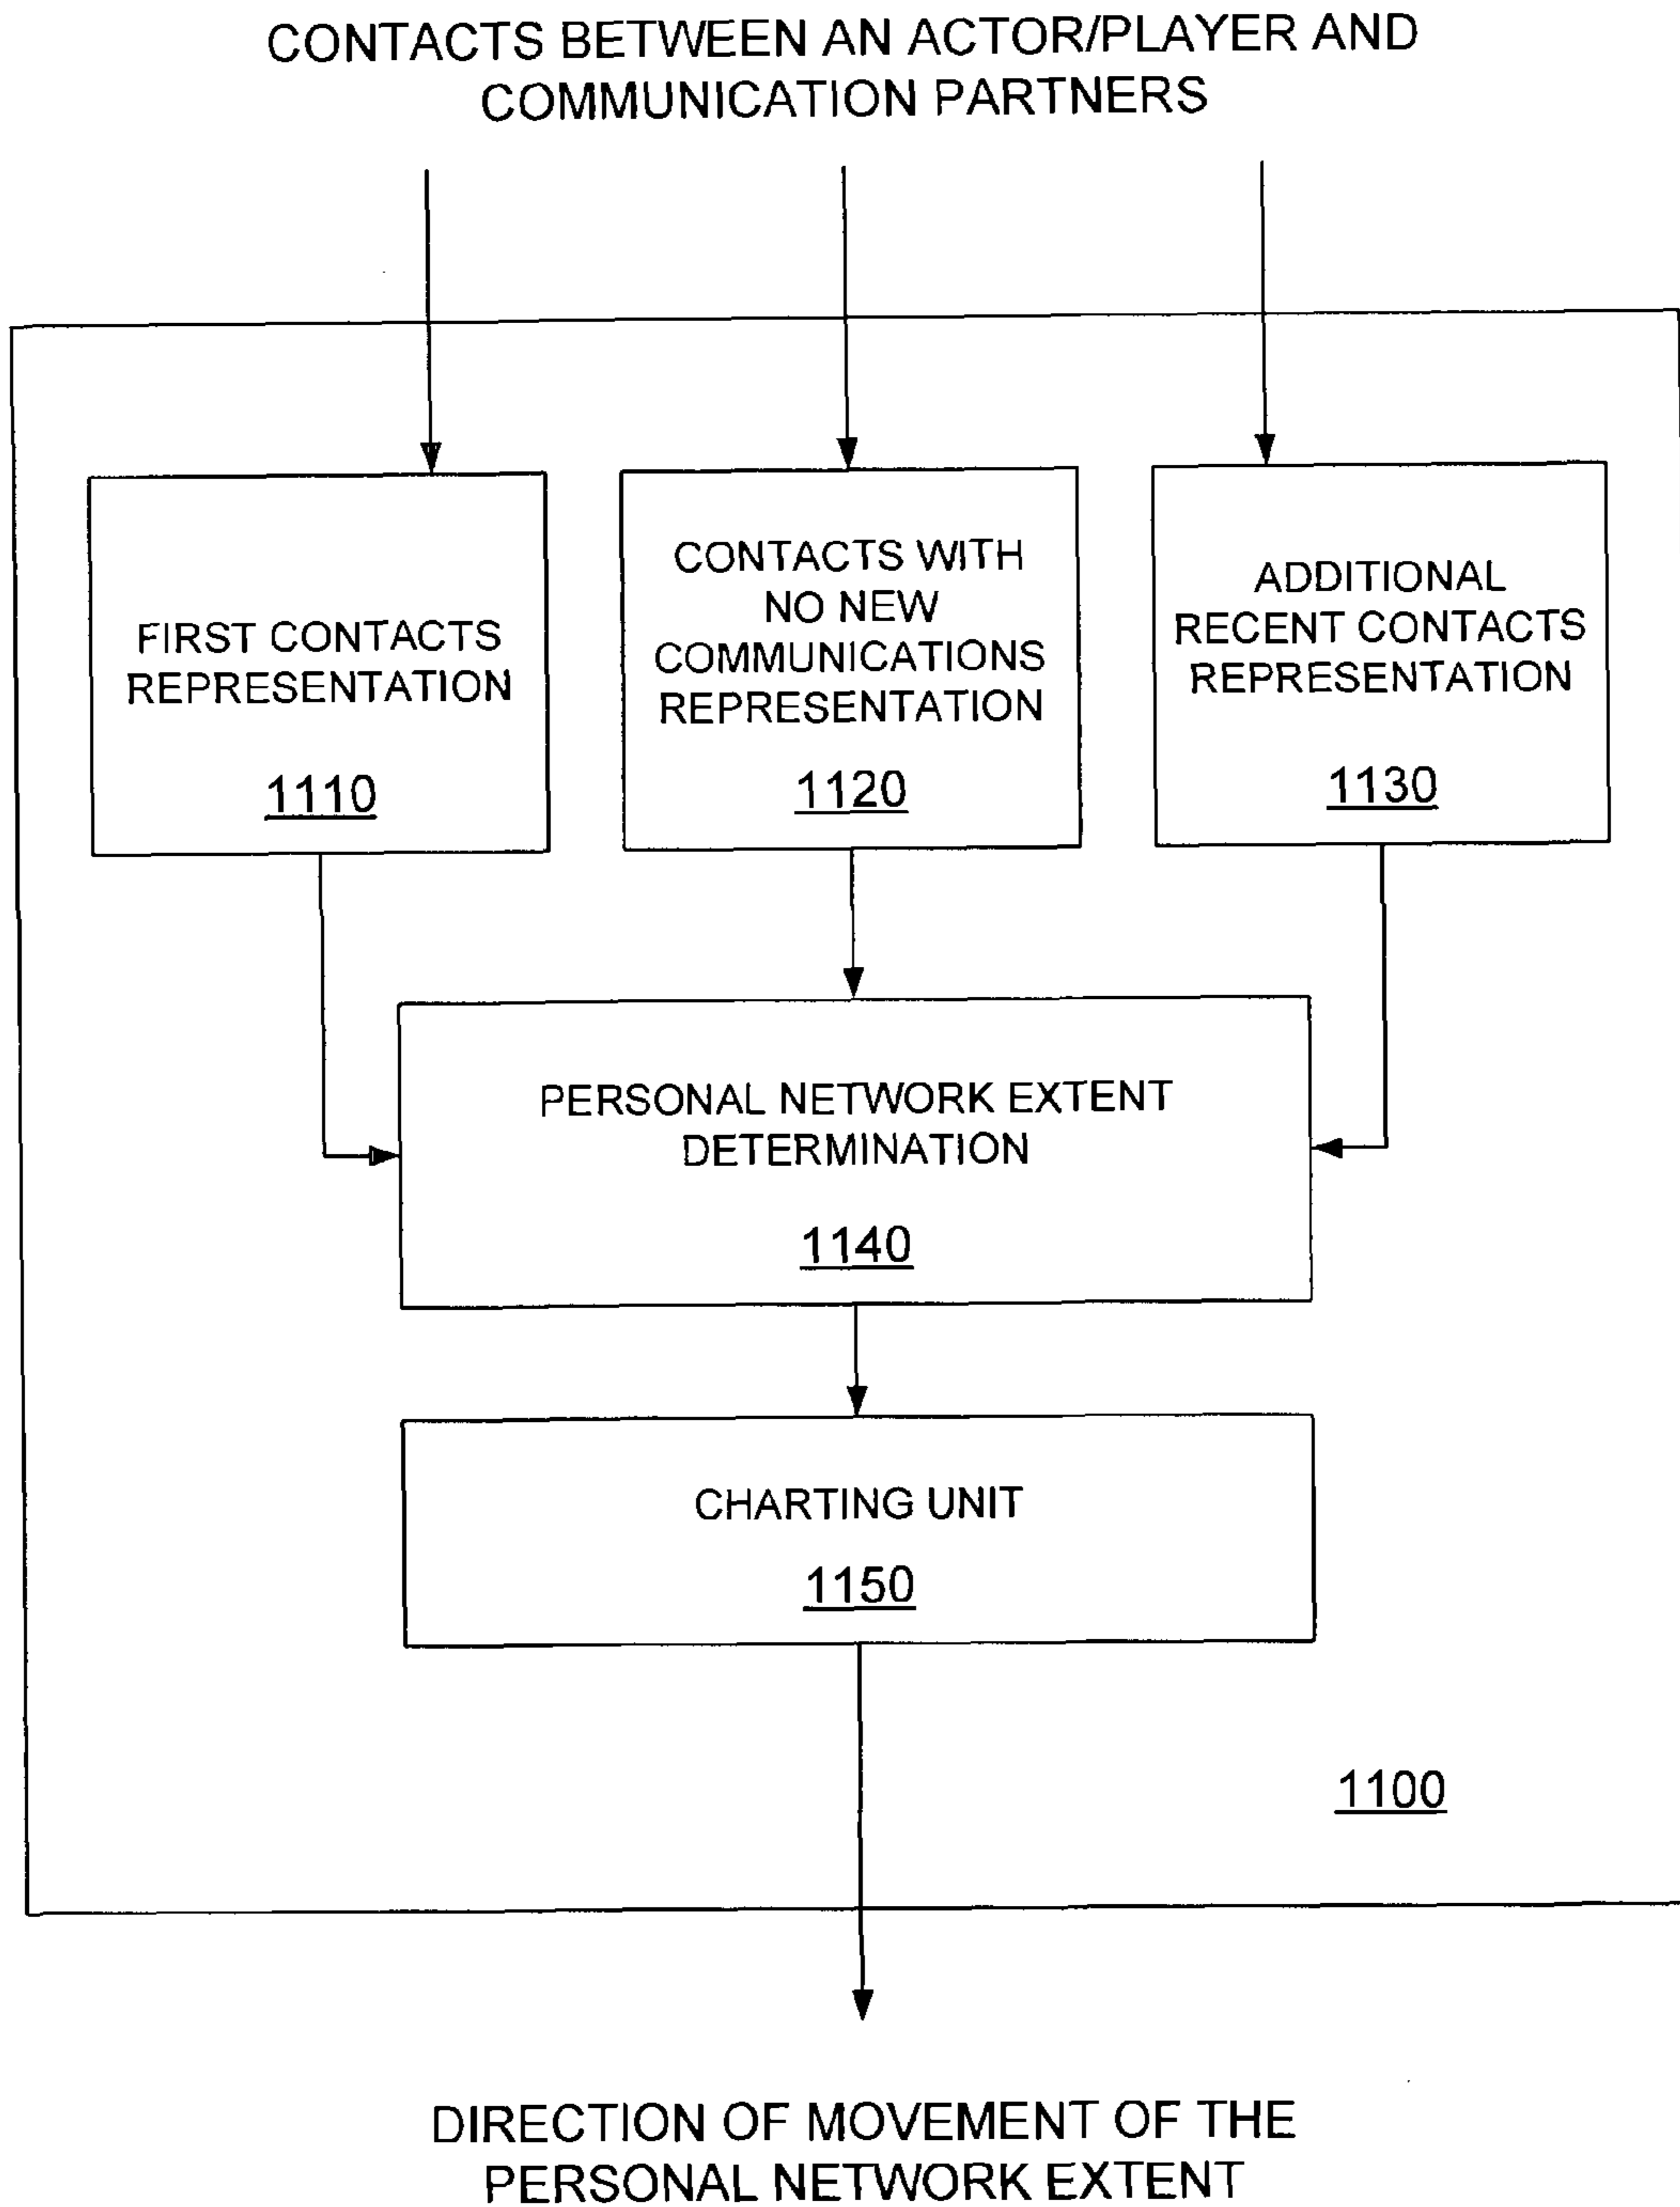 CONTACTS BETWEEN AN ACTOR/PLAYER AND
COMMUNICATION PARTNERS
FIRST CONTACTS
REPRESENTATION
1110
CONTACTS WITH
NO NEW
COMMUNICATIONS
REPRESENTATION
1120
ADDITIONAL
RECENT CONTACTS
REPRESENTATION
1130
PERSONAL NETWORK EXTENT
DETERMINATION
1140
CHARTING UNIT
1150
1100
DIRECTION OF MOVEMENT OF THE
PERSONAL NETWORK EXTENT